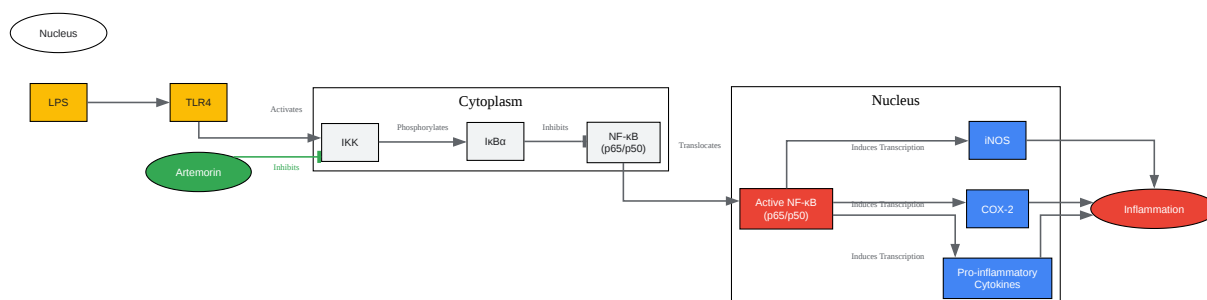 Nucleus
LPS
TLR4
Activates
Artemorin
Inhibits
Cytoplasm
IKK
Phosphorylates
IκBα
Inhibits
NF-κB
(p65/p50)
Translocates
Nucleus
Active NF-κB
(p65/p50)
Induces Transcription
iNOS
Induces Transcription
COX-2
Induces Transcription
Pro-inflammatory
Cytokines
Inflammation